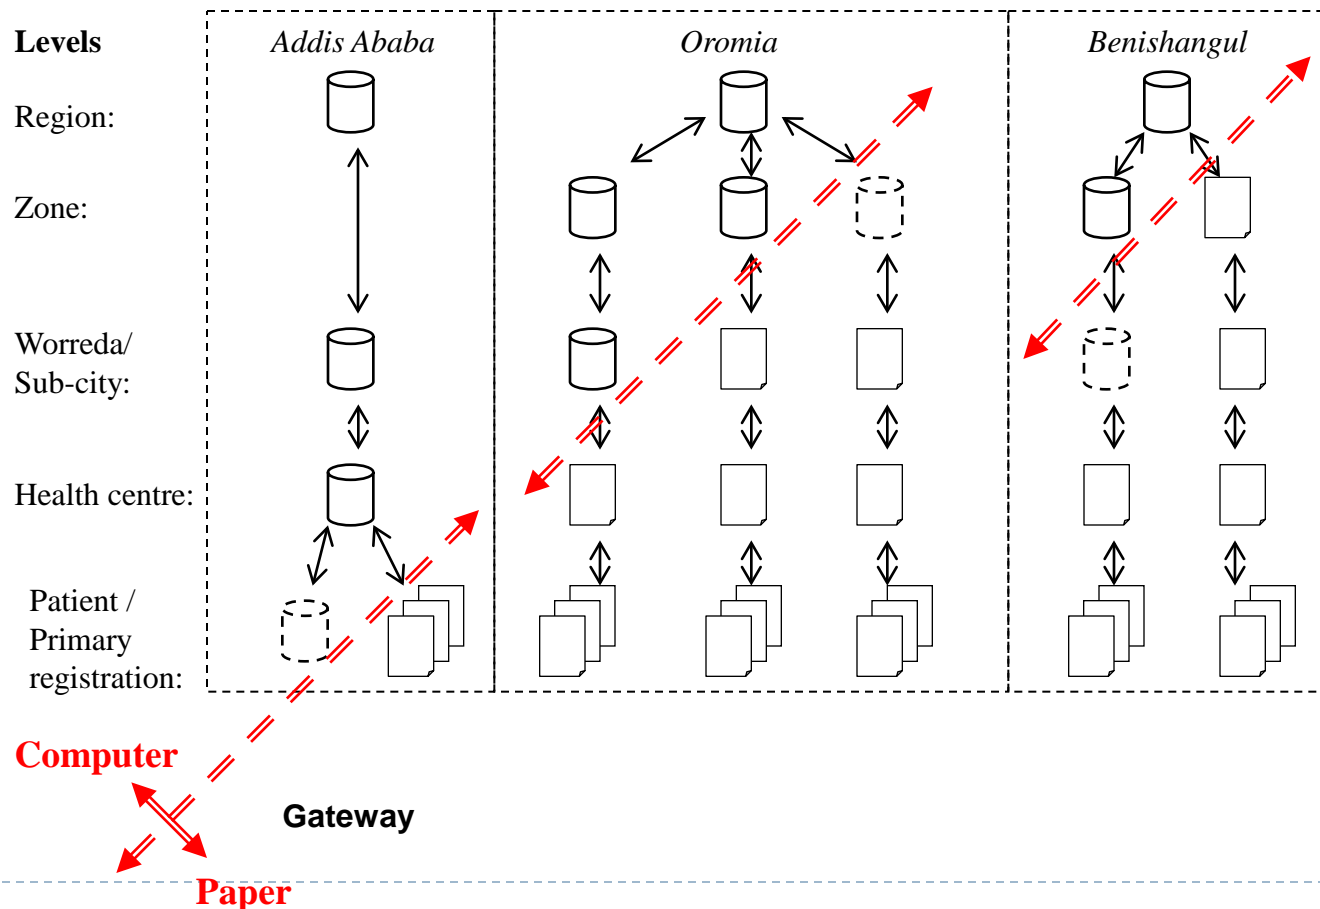 Levels
Addis Ababa
Oromia
Benishangul
Region:
Zone:
Worreda/
Sub-city:
Health centre:
Patient /
Primary
registration:
Computer
Gateway
Paper